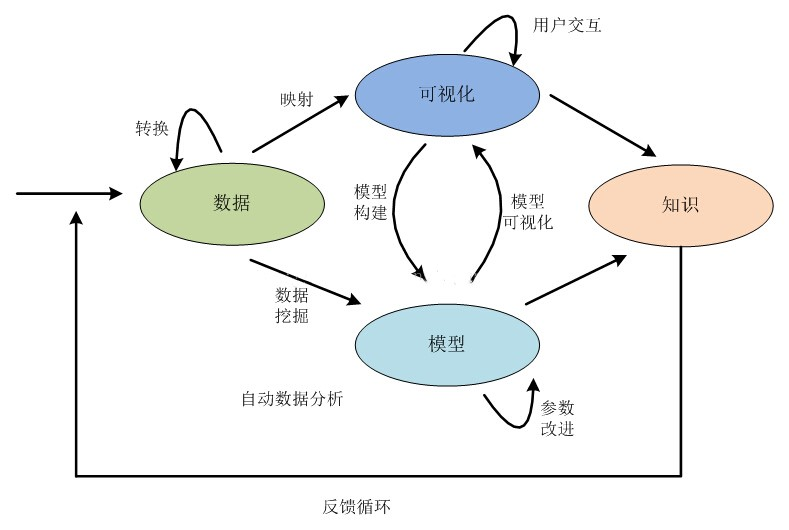 用户交互
可视化
映射
转换
数据
模型
构建
模型
可视化
知识
数据
挖掘
模型
自动数据分析
参数
改进
反馈循环